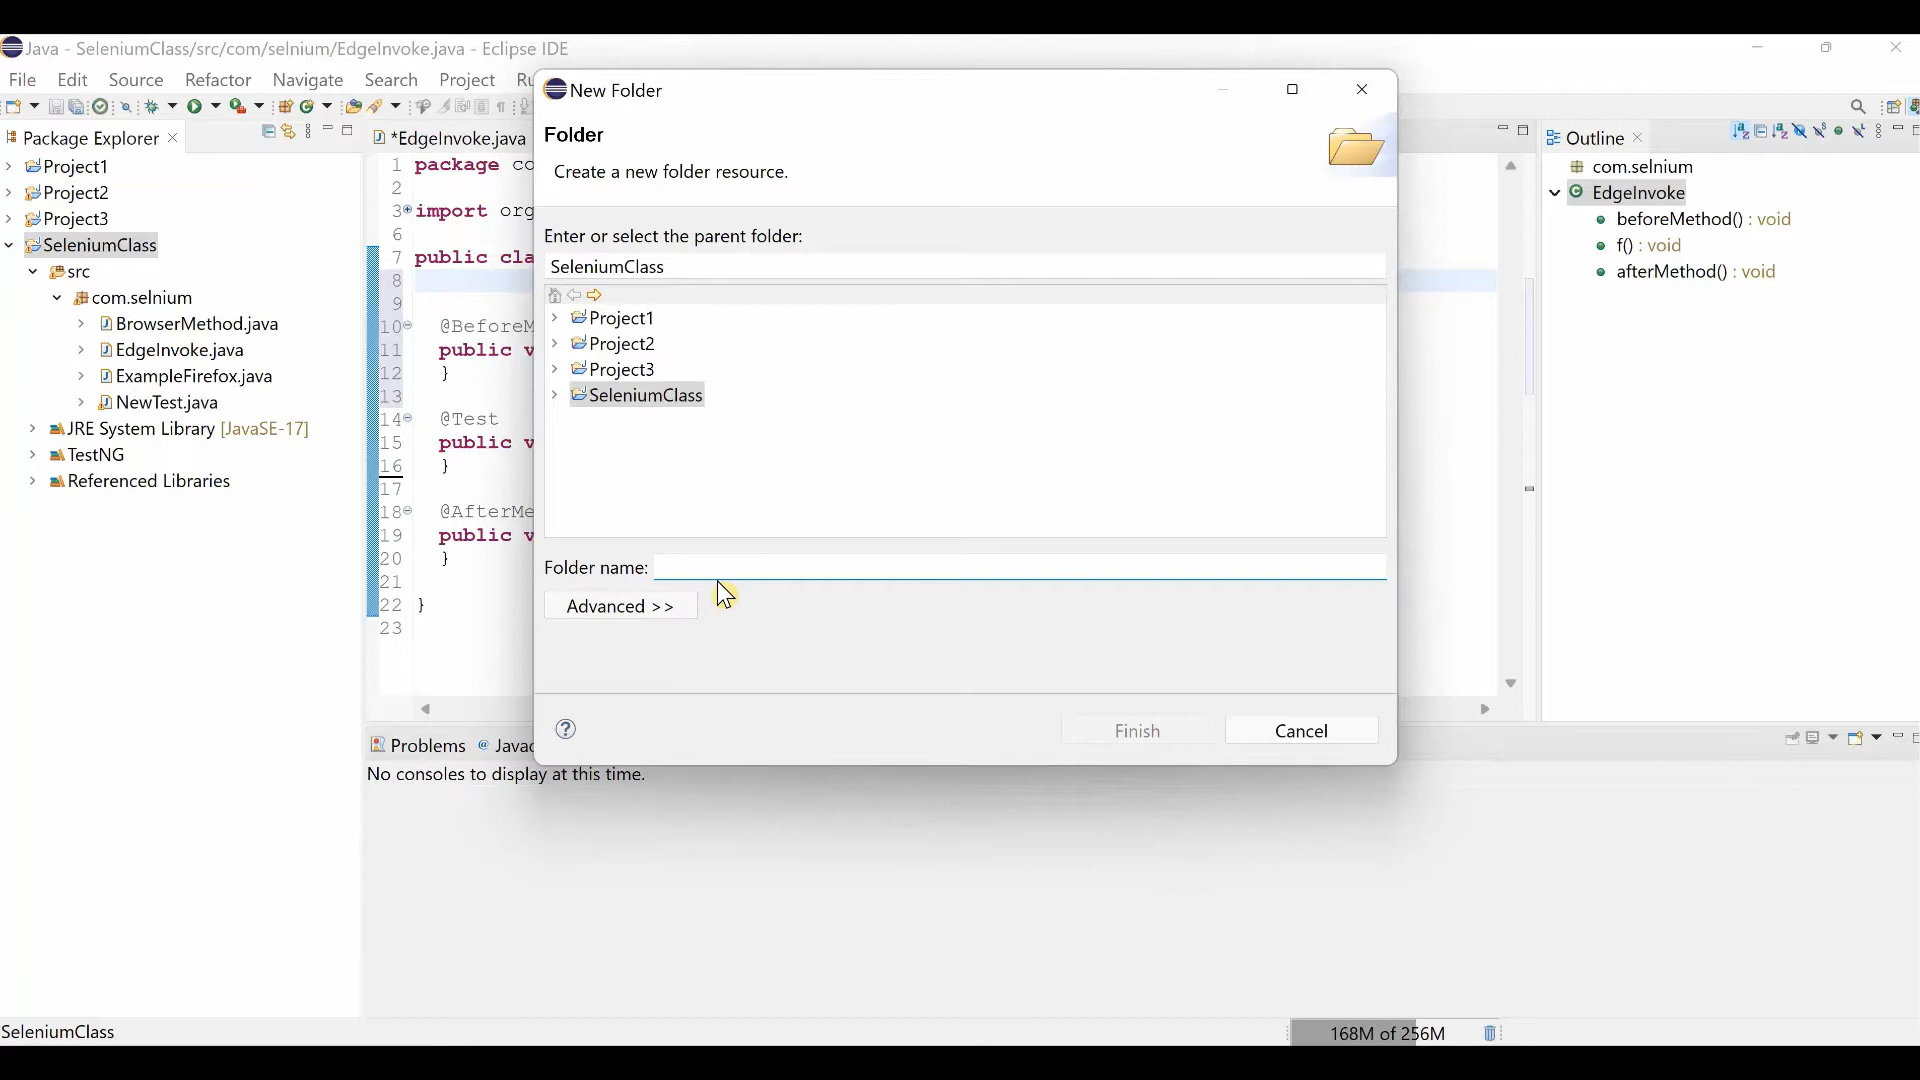 Java - SeleniumClass/src/com/selnium/EdgeInvoke.java - Eclipse IDE
File Edit Source Refactor Navigate Search Project Ru
Package Explorer
Project1
Project2
Project3
SeleniumClass
src
com.selnium
BrowserMethod.java
EdgeInvoke.java
ExampleFirefox.java
NewTest.java
JRE System Library [JavaSE-17]
TestNG
Referenced Libraries
*EdgeInvoke.java
1 package co
2
3 import org
6
7 public cla
8
9
10 @BeforeM
11 public v
12 }
13
14 @Test
15 public v
16 }
17
18 @AfterMe
19 public v
20 }
21
22 }
23
New Folder
Folder
Create a new folder resource.
Enter or select the parent folder:
SeleniumClass
Project1
Project2
Project3
SeleniumClass
Folder name:
Advanced >>
?
Finish Cancel
Outline
com.selnium
EdgeInvoke
beforeMethod() : void
f() : void
afterMethod() : void
Problems @ Javad
No consoles to display at this time.
SeleniumClass
168M of 256M